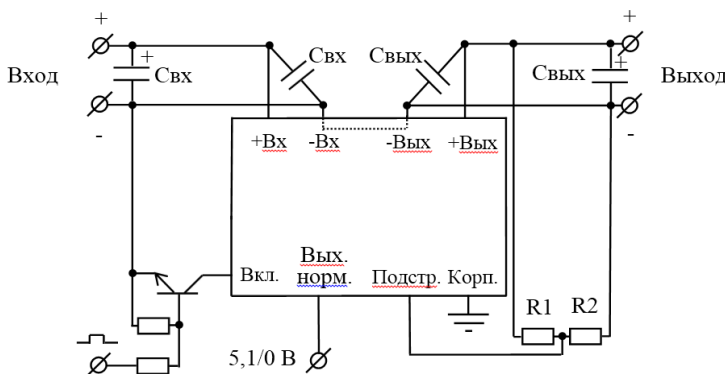 +
+
+
+
Вход
Свх
Свх
Свых
Свых
Выход
-
-
+Вх
-Вх
-Вых
+Вых
Вкл.
Вых.
норм.
Подстр.
Корп.
R1
R2
5,1/0 В